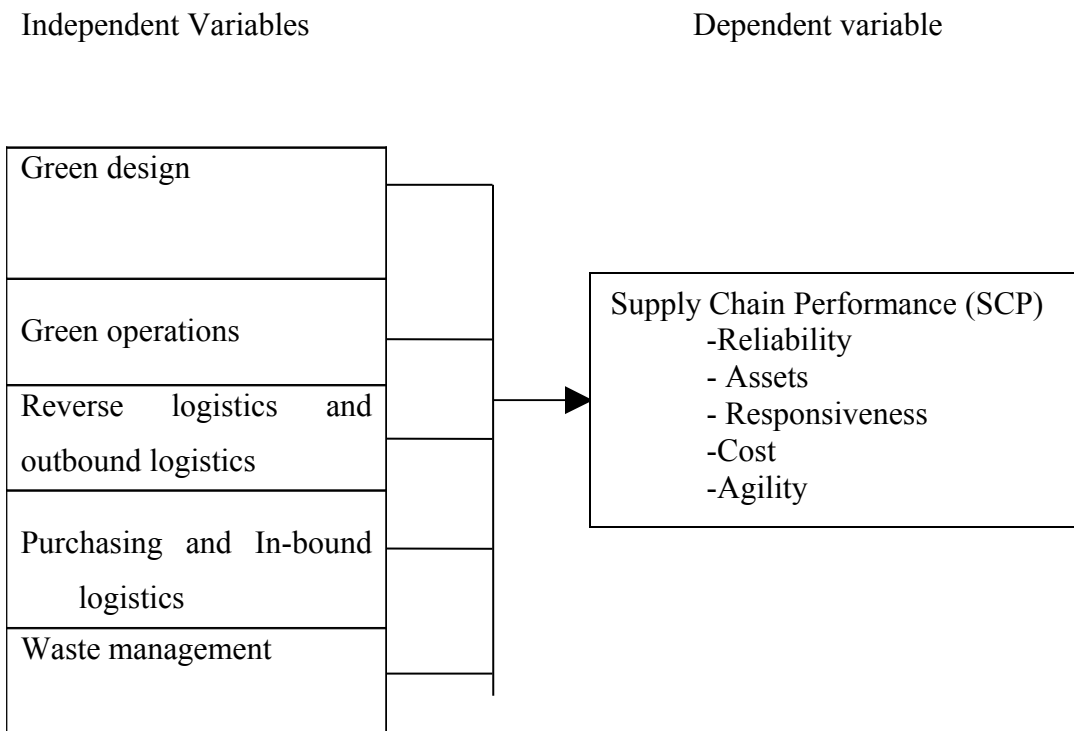 Independent Variables
Dependent variable
Green design
Green operations
Reverse logistics and
outbound logistics
Purchasing and In-bound
logistics
Waste management
Supply Chain Performance (SCP)
-Reliability
- Assets
- Responsiveness
-Cost
-Agility